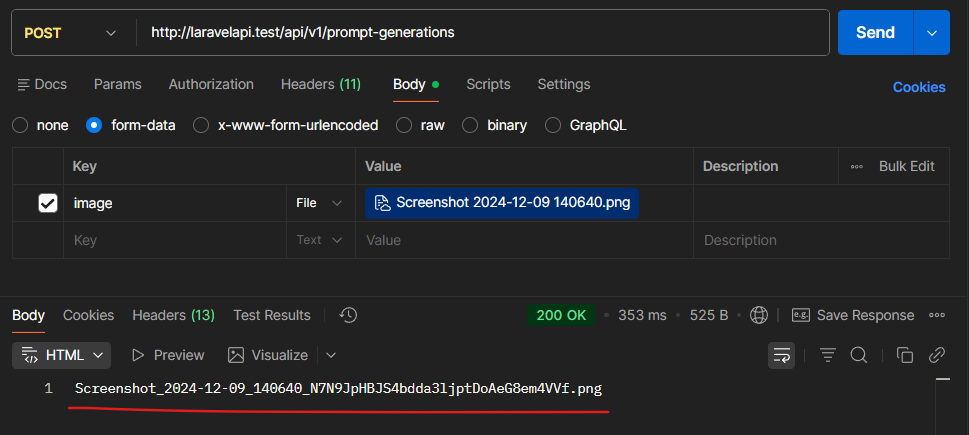 POST http://laravelapi.test/api/v1/prompt-generations Send
Docs Params Authorization Headers (11) Body Scripts Settings Cookies
none form-data x-www-form-urlencoded raw binary GraphQL
Key Value Description Bulk Edit
image File Screenshot 2024-12-09 140640.png
Key Text Value Description
Body Cookies Headers (13) Test Results 200 OK 353 ms 525 B e.g. Save Response
HTML Preview Visualize
1 Screenshot_2024-12-09_140640_N7N9JpHBJS4bdda3ljptDoAeG8em4VVf.png